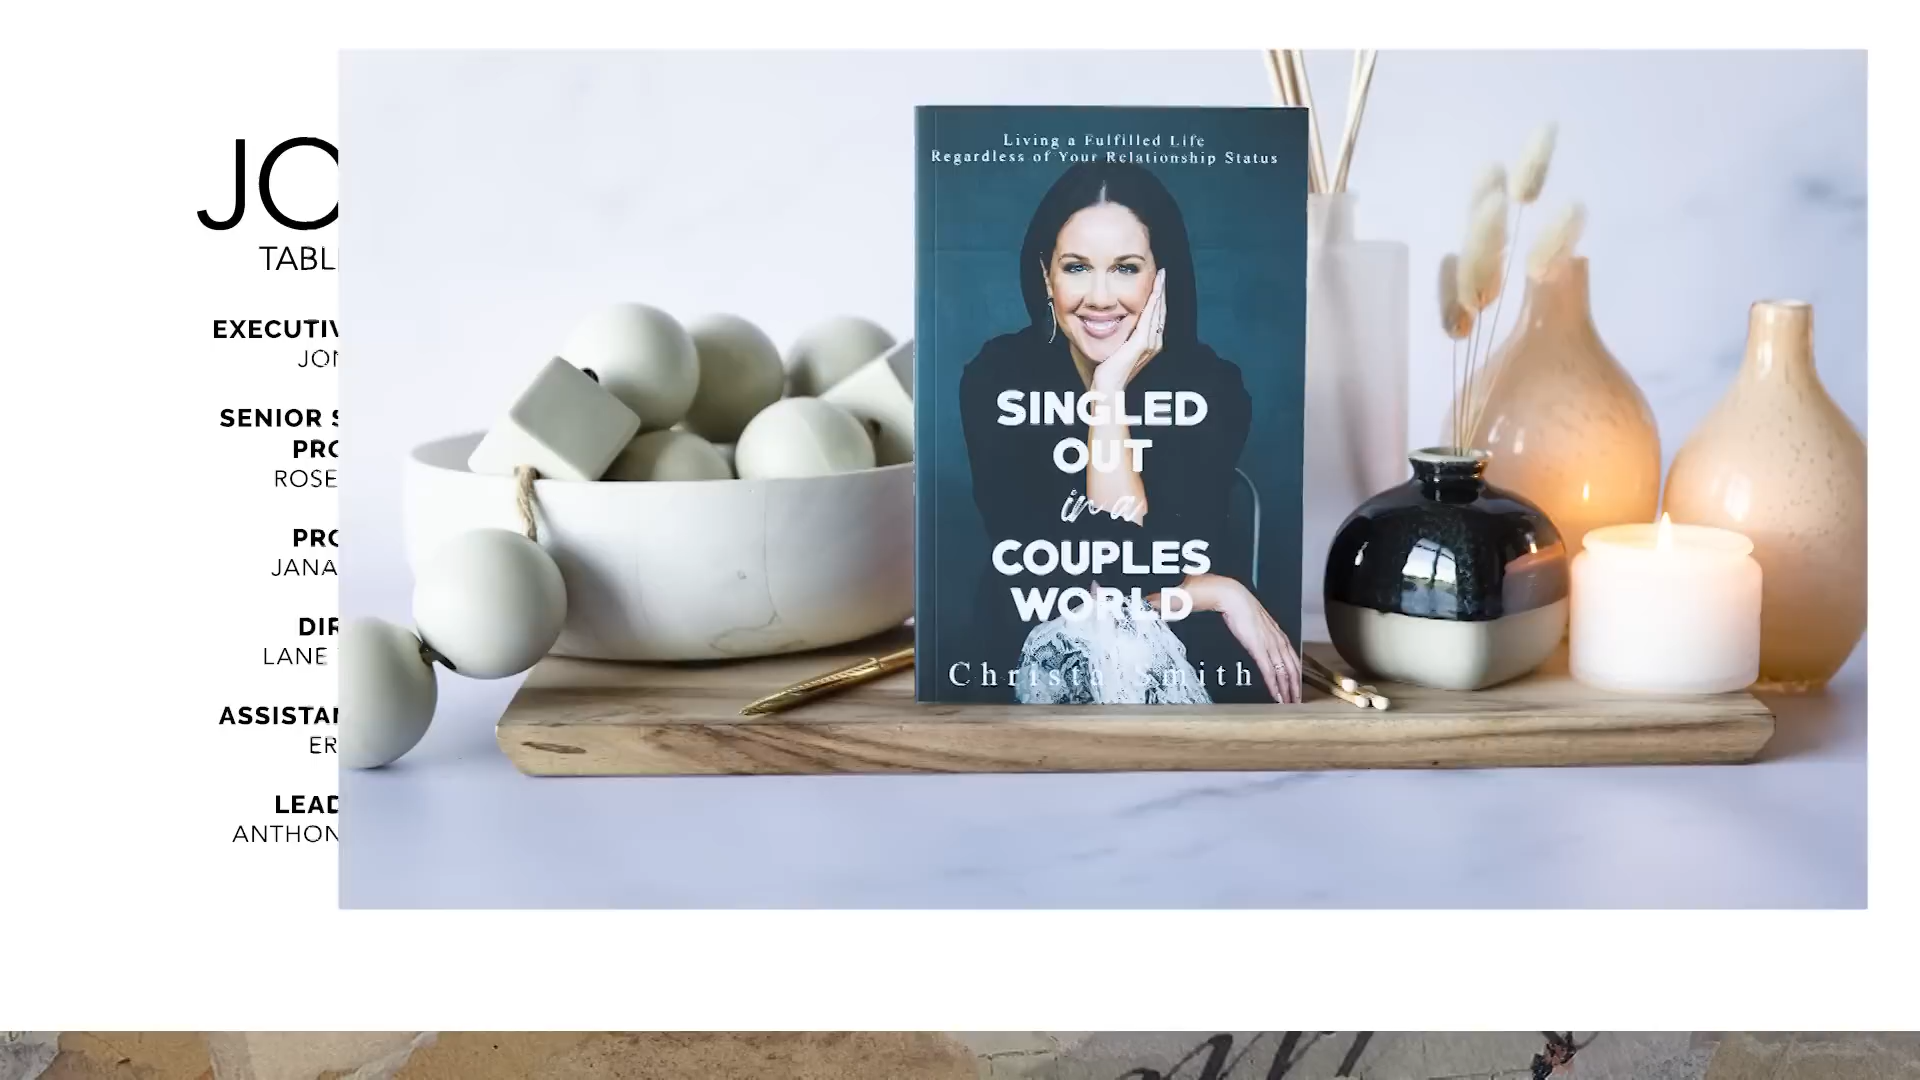 JO
TABL
EXECUTIV
JON
SENIOR S
PRO
ROSE
PRO
JANA
DIR
LANE
ASSISTAN
ER
LEAD
ANTHON
Living a Fulfilled Life
Regardless of Your Relationship Status
SINGLED
OUT
in a
COUPLES
WORLD
Christa Smith